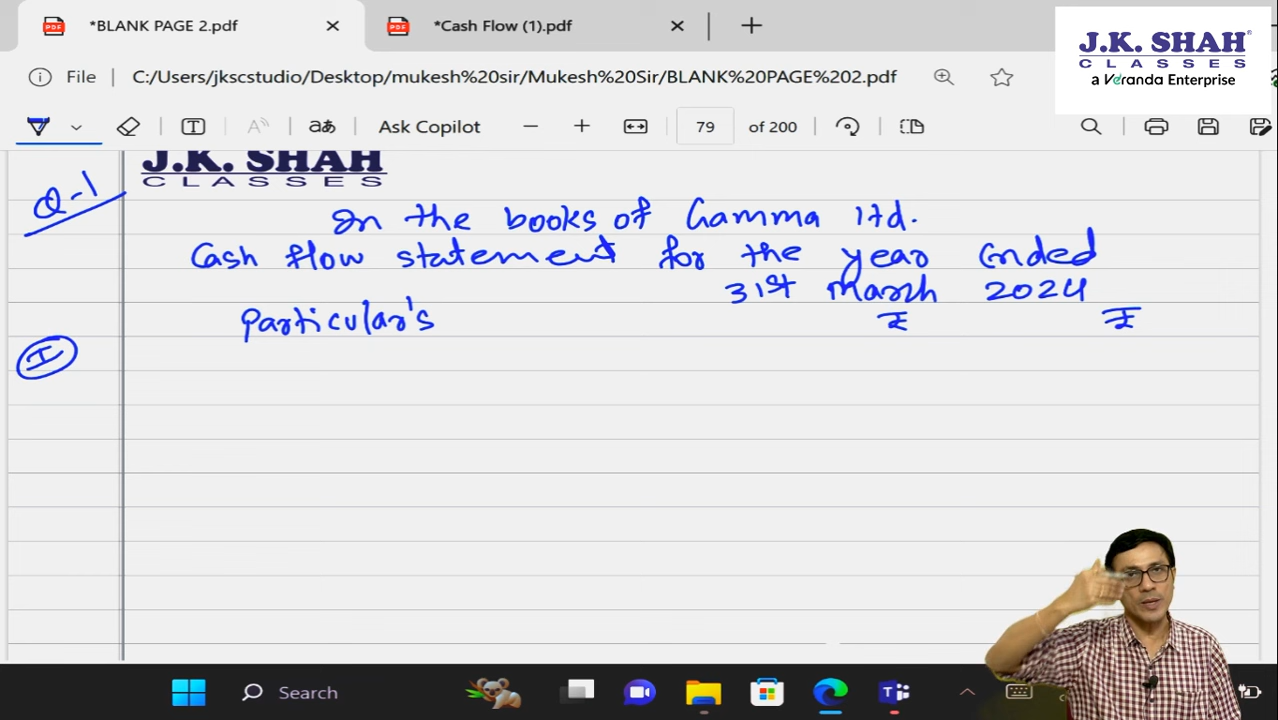 *BLANK PAGE 2.pdf
*Cash Flow (1).pdf
J.K. SHAH
CLASSES
a Veranda Enterprise
File C:/Users/jkscstudio/Desktop/mukesh%20sir/Mukesh%20Sir/BLANK%20PAGE%202.pdf
Ask Copilot 79 of 200
J.K. SHAH
CLASSES
Q-1
In the books of Gamma ltd.
Cash flow statement for the year Ended
31st March 2024
Particular's ₹ ₹
I
Search